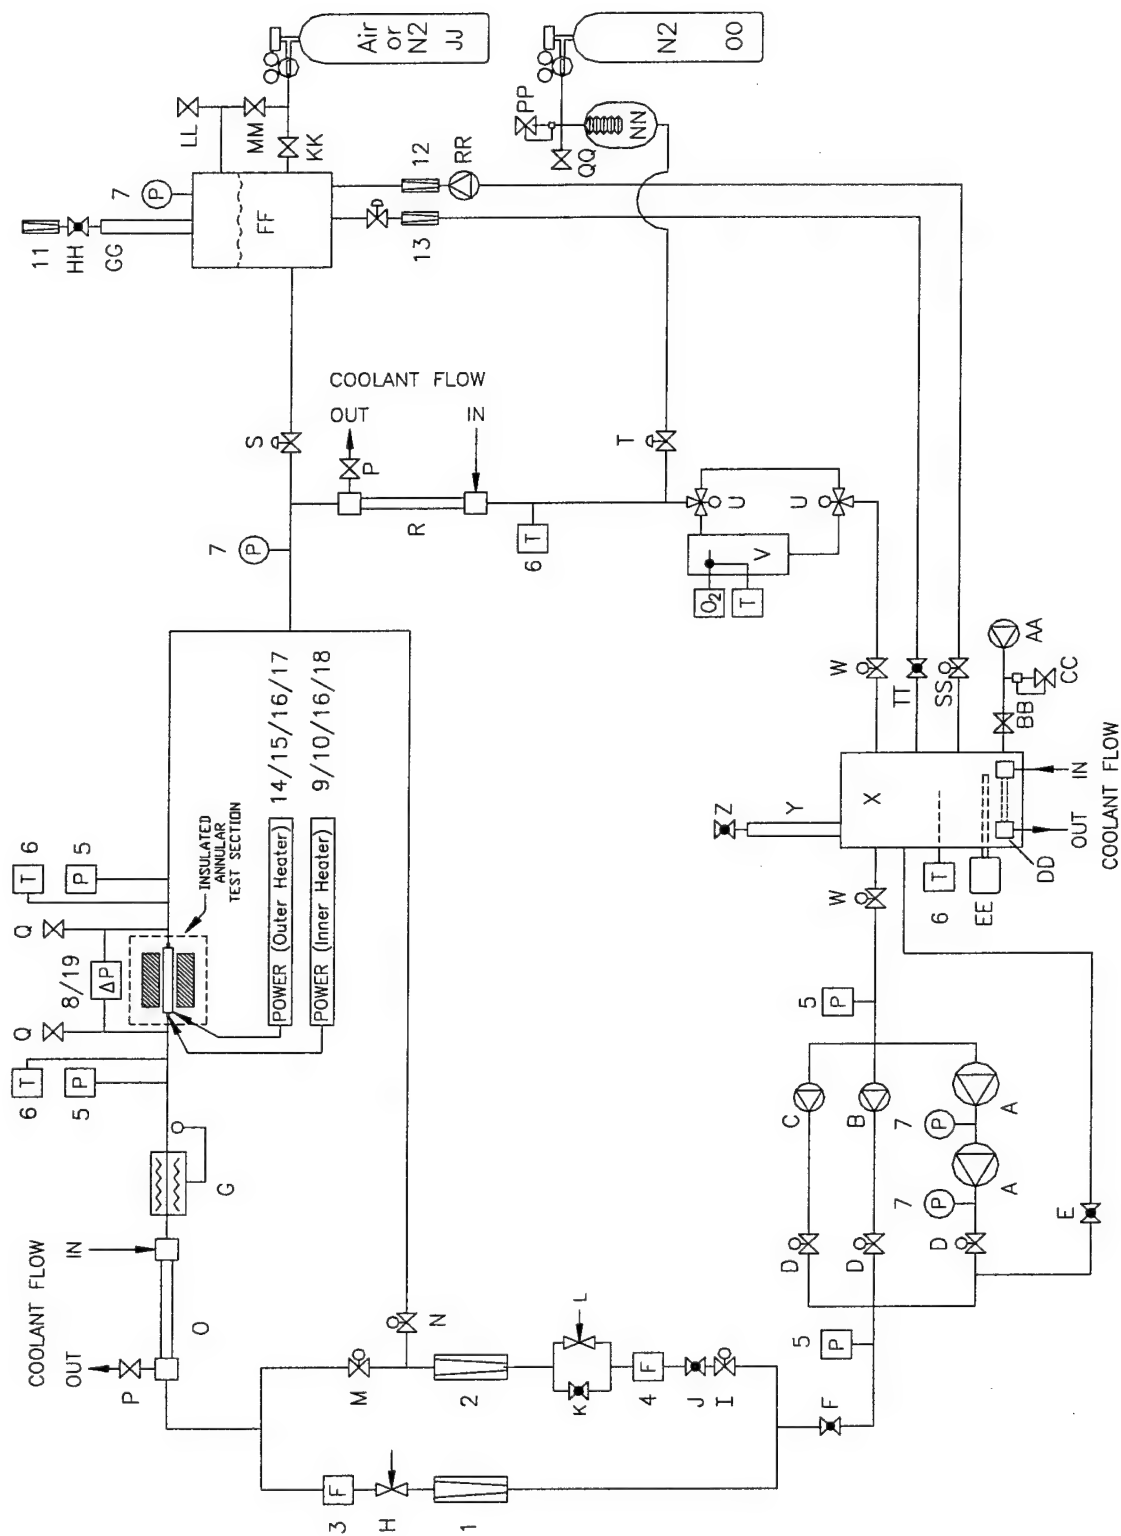 Air
or
N2
JJ
N2
OO
LL
MM
KK
PP
QQ
NN
7
P
11
HH
GG
FF
12
RR
13
COOLANT FLOW
OUT
IN
S
P
R
T
7
P
6
T
U
U
V
O2
T
W
TT
SS
AA
CC
BB
Z
Y
X
IN
OUT
COOLANT FLOW
DD
EE
6
T
W
6
T
5
P
Q
8/19
ΔP
Q
INSULATED
ANNULAR
TEST SECTION
POWER (Outer Heater)
14/15/16/17
POWER (Inner Heater)
9/10/16/18
6
T
5
P
G
COOLANT FLOW
IN
OUT
O
P
5
P
C
B
7
P
A
7
P
A
D
D
D
E
5
P
F
N
M
2
L
K
4
F
J
I
3
F
H
1